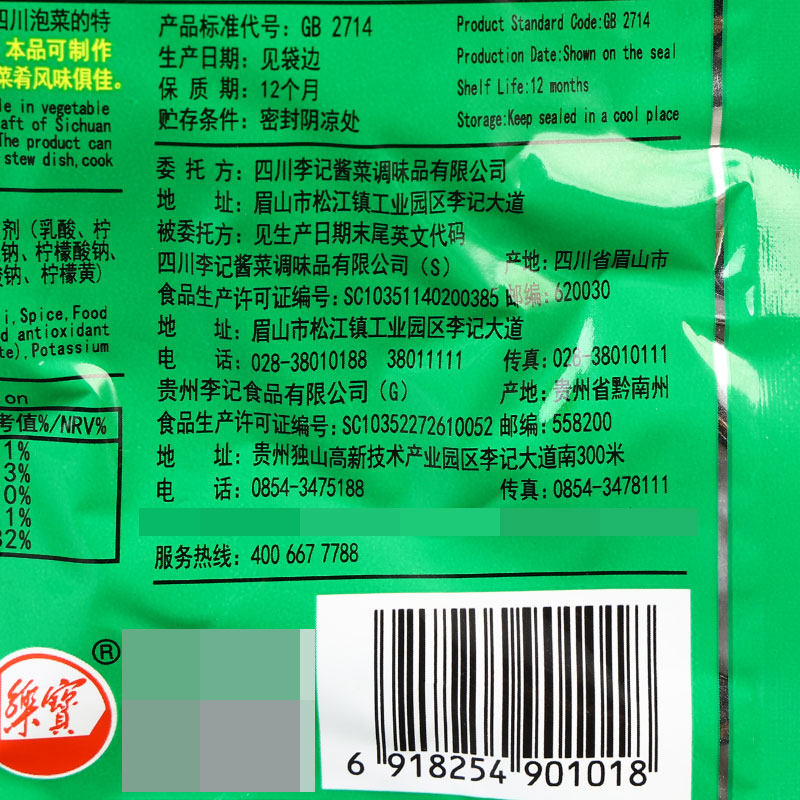 四川泡菜的特
本品可制作
菜肴风味俱佳。
le in vegetable
aft of Sichuan
The product can
stew dish,cook
剂（乳酸、柠
钠、柠檬酸钠、
酸钠、柠檬黄）
i,Spice,Food
d antioxidant
te),Potassium
on
考值%/NRV%
1%
3%
0%
1%
32%
产品标准代号：GB 2714
生产日期：见袋边
保 质 期：12个月
贮存条件：密封阴凉处
Product Standard Code:GB 2714
Production Date:Shown on the seal
Shelf Life:12 months
Storage:Keep sealed in a cool place
委 托 方：四川李记酱菜调味品有限公司
地 址：眉山市松江镇工业园区李记大道
被委托方：见生产日期末尾英文代码
四川李记酱菜调味品有限公司（S） 产地：四川省眉山市
食品生产许可证编号：SC10351140200385 邮编：620030
地 址：眉山市松江镇工业园区李记大道
电 话：028-38010188 38011111 传真：028-38010111
贵州李记食品有限公司（G） 产地：贵州省黔南州
食品生产许可证编号：SC10352272610052 邮编：558200
地 址：贵州独山高新技术产业园区李记大道南300米
电 话：0854-3475188 传真：0854-3478111
服务热线：400 667 7788
®
樂寶
6 918254 901018